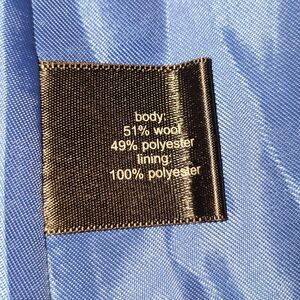 body:
51% wool
49% polyester
lining:
100% polyester